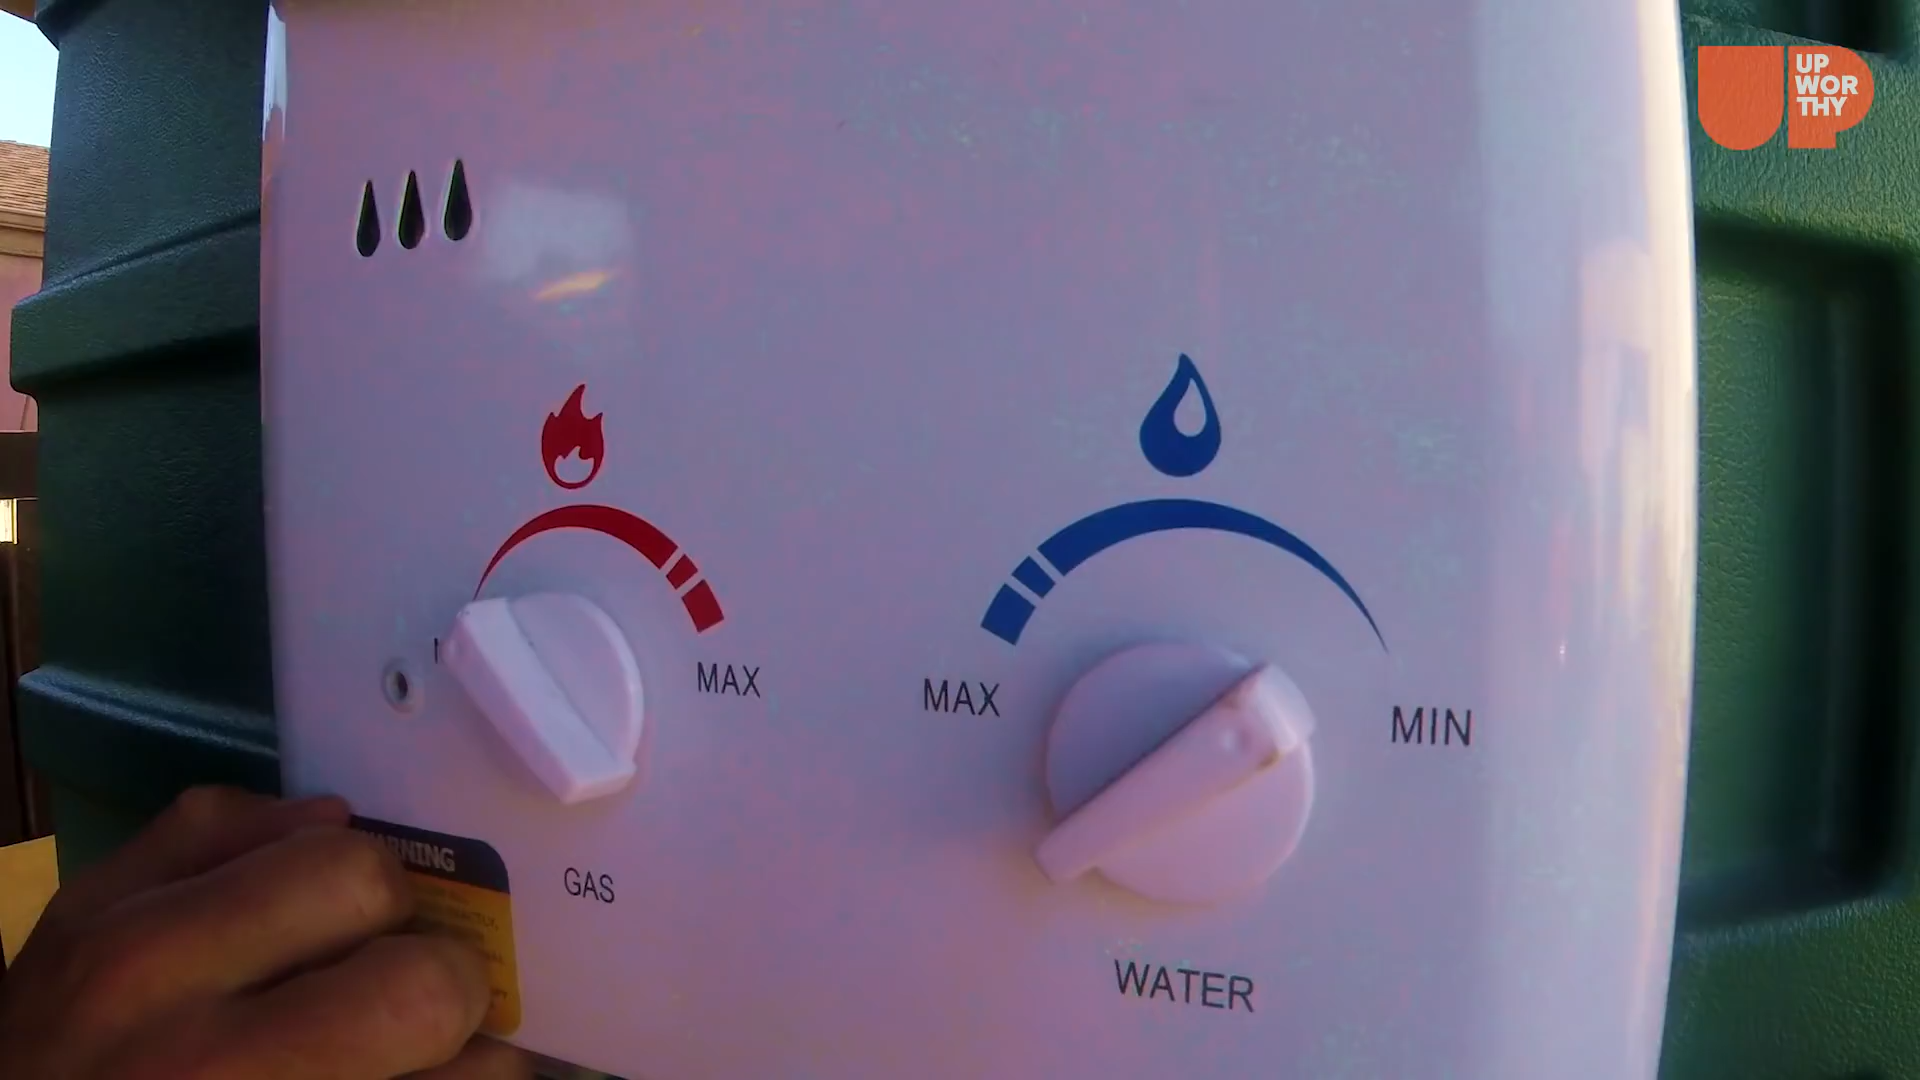 UP
WOR
THY
MAX
MAX
MIN
GAS
WATER
WARNING